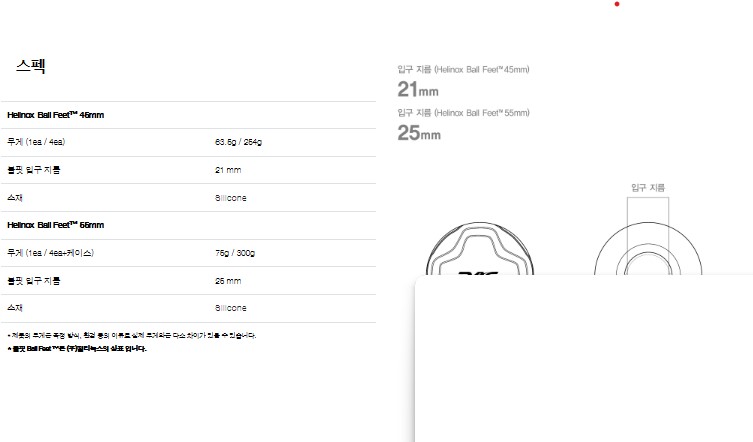 스펙
Helinox Ball Feet™ 45mm
무게 (1ea / 4ea) 63.5g / 254g
볼핏 입구 지름 21 mm
소재 Silicone
Helinox Ball Feet™ 55mm
무게 (1ea / 4ea+케이스) 75g / 300g
볼핏 입구 지름 25 mm
소재 Silicone
* 제품의 무게는 측정 방식, 환경 등의 이유로 실제 무게와는 다소 차이가 있을 수 있습니다.
* 볼핏 Ball Feet™은 (주)헬리녹스의 상표 입니다.
입구 지름 (Helinox Ball Feet™ 45mm)
21mm
입구 지름 (Helinox Ball Feet™ 55mm)
25mm
입구 지름